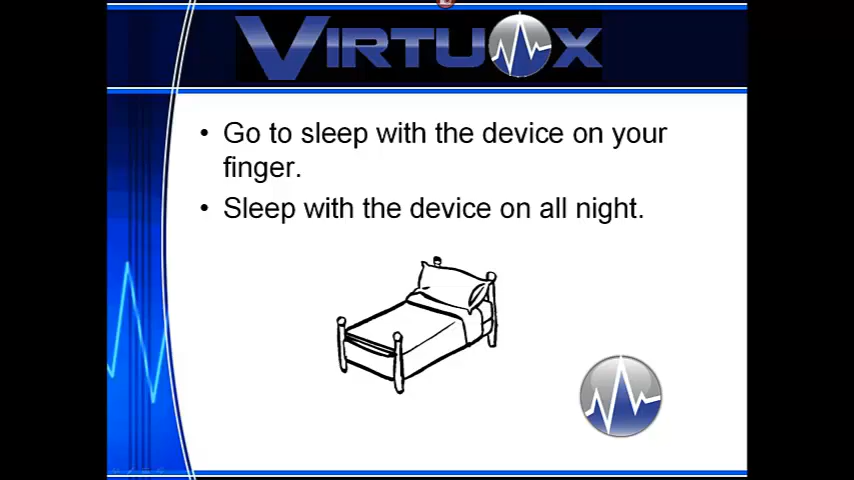 VIRTUOX
• Go to sleep with the device on your
finger.
• Sleep with the device on all night.